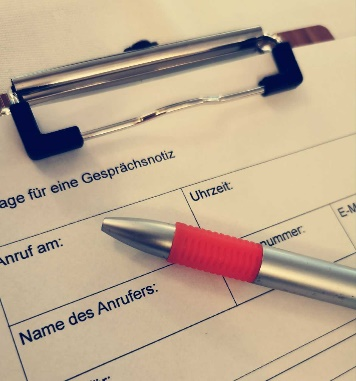 age für eine Gesprächsnotiz
Anruf am:
Uhrzeit:
nummer:
E-M
Name des Anrufers: